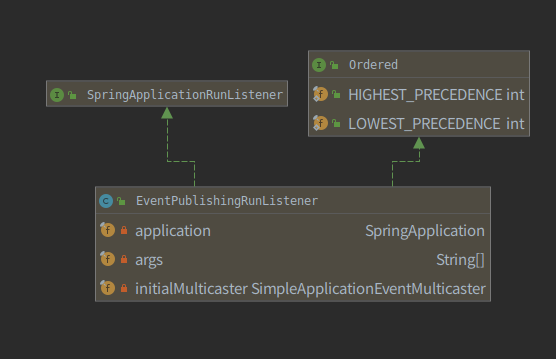 I SpringApplicationRunListener
I Ordered
f HIGHEST_PRECEDENCE int
f LOWEST_PRECEDENCE int
C EventPublishingRunListener
f application SpringApplication
f args String[]
f initialMulticaster SimpleApplicationEventMulticaster